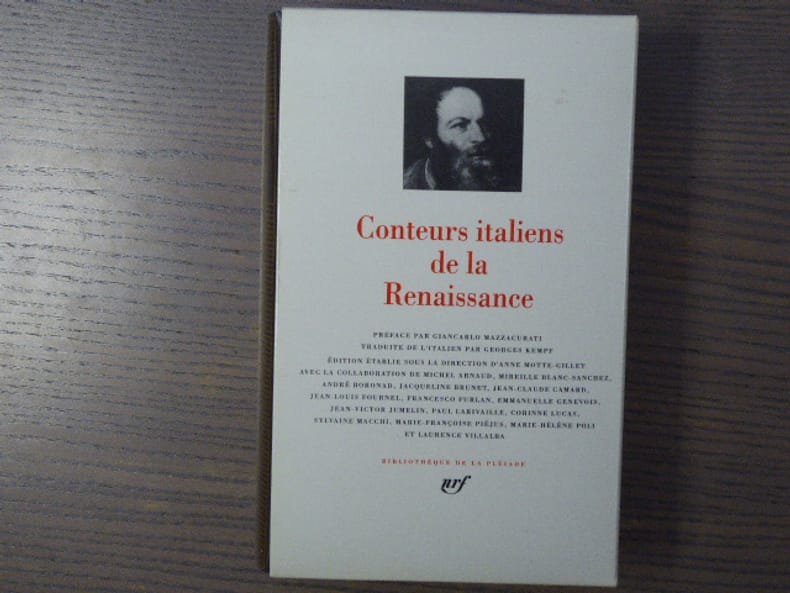 Conteurs italiens
de la
Renaissance
PRÉFACE PAR GIANCARLO MAZZACURATI
TRADUITE DE L'ITALIEN PAR GEORGES KEMPF
ÉDITION ÉTABLIE SOUS LA DIRECTION D'ANNE MOTTE-GILLET
AVEC LA COLLABORATION DE MICHEL ARNAUD, MIREILLE BLANC-SANCHEZ,
ANDRÉ BORONAD, JACQUELINE BRUNET, JEAN-CLAUDE CAMARD,
JEAN-LOUIS FOURNEL, FRANCESCO FURLAN, EMMANUELLE GENEVOIS,
JEAN-VICTOR JUMELIN, PAUL LARIVAILLE, CORINNE LUCAS,
SYLVAINE MACCHI, MARIE-FRANÇOISE PIÉJUS, MARIE-HÉLÈNE POLI
ET LAURENCE VILLALBA
BIBLIOTHÈQUE DE LA PLÉIADE
nrf